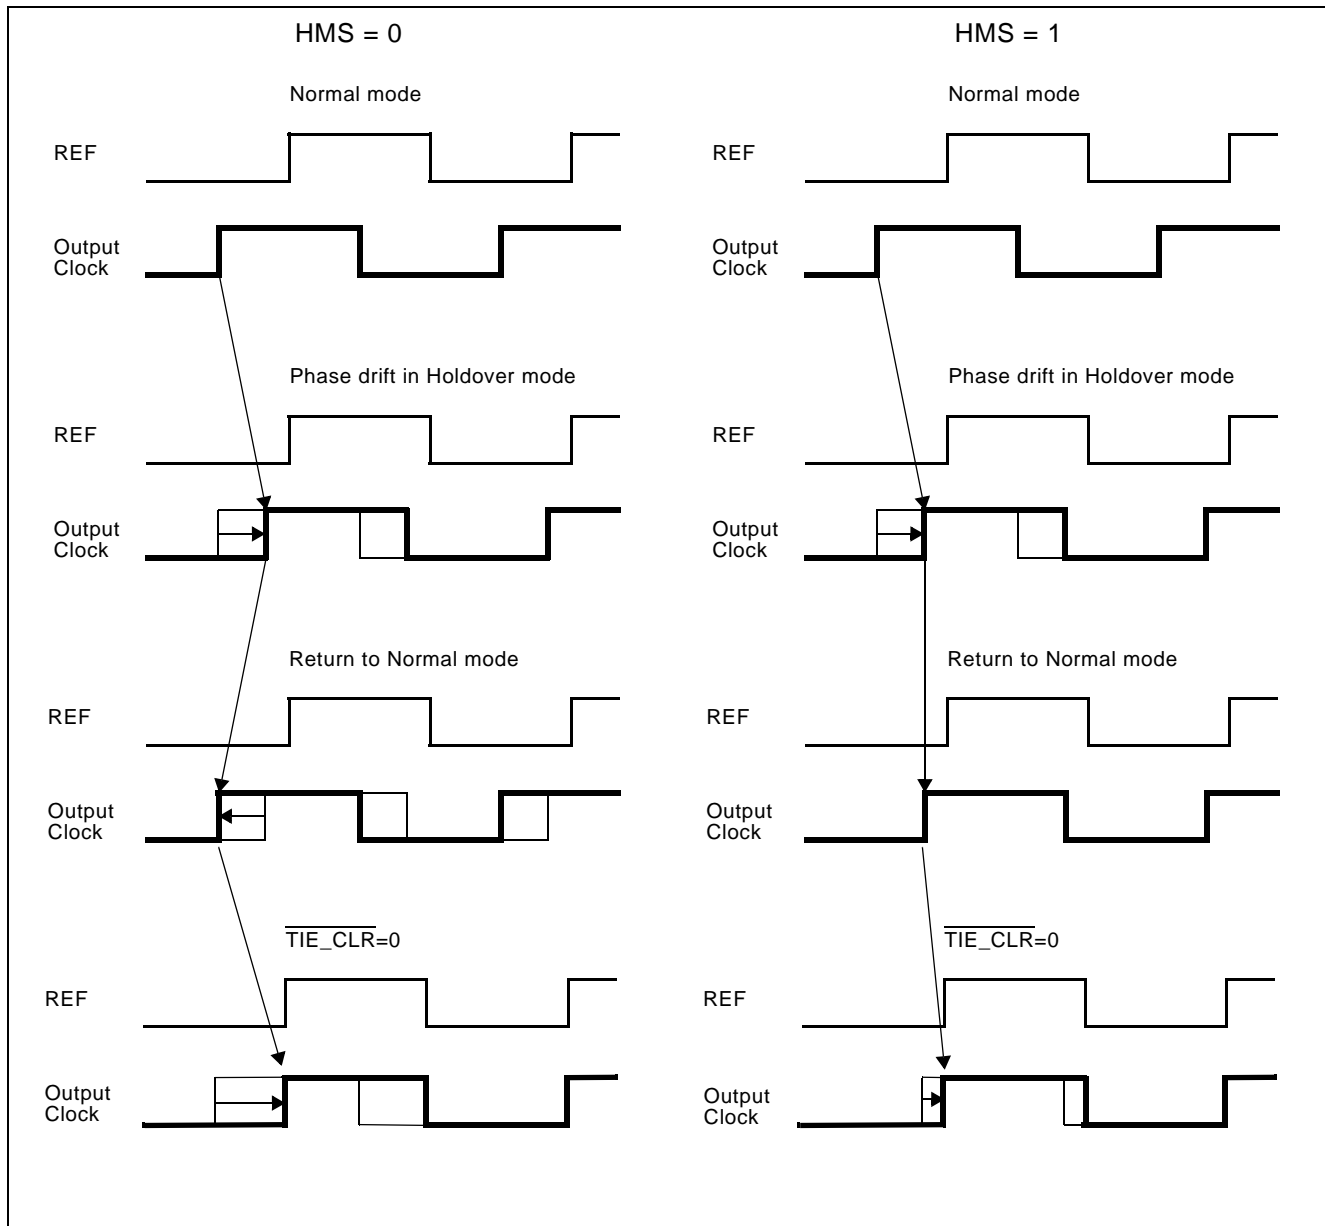 HMS = 0
Normal mode
REF
Output
Clock
Phase drift in Holdover mode
REF
Output
Clock
Return to Normal mode
REF
Output
Clock
TIE_CLR=0
REF
Output
Clock
HMS = 1
Normal mode
REF
Output
Clock
Phase drift in Holdover mode
REF
Output
Clock
Return to Normal mode
REF
Output
Clock
TIE_CLR=0
REF
Output
Clock